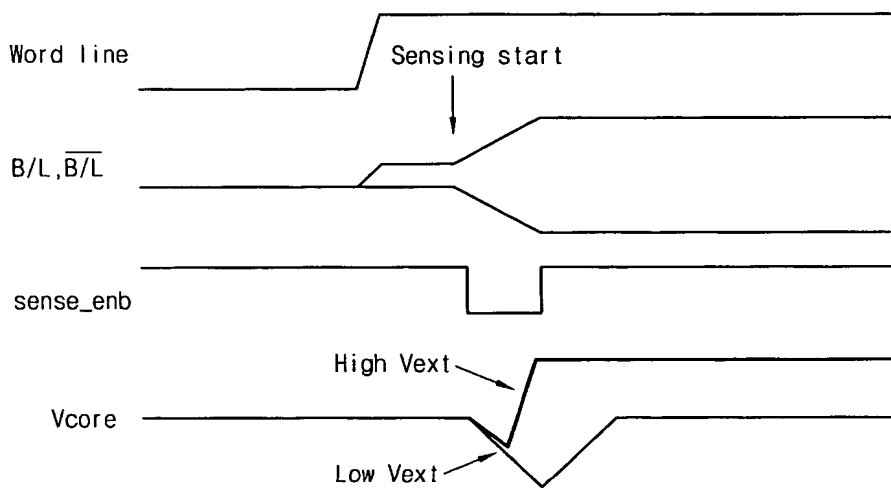 Word line
Sensing start
B/L, B̅/̅L̅
sense_enb
High Vext
Vcore
Low Vext